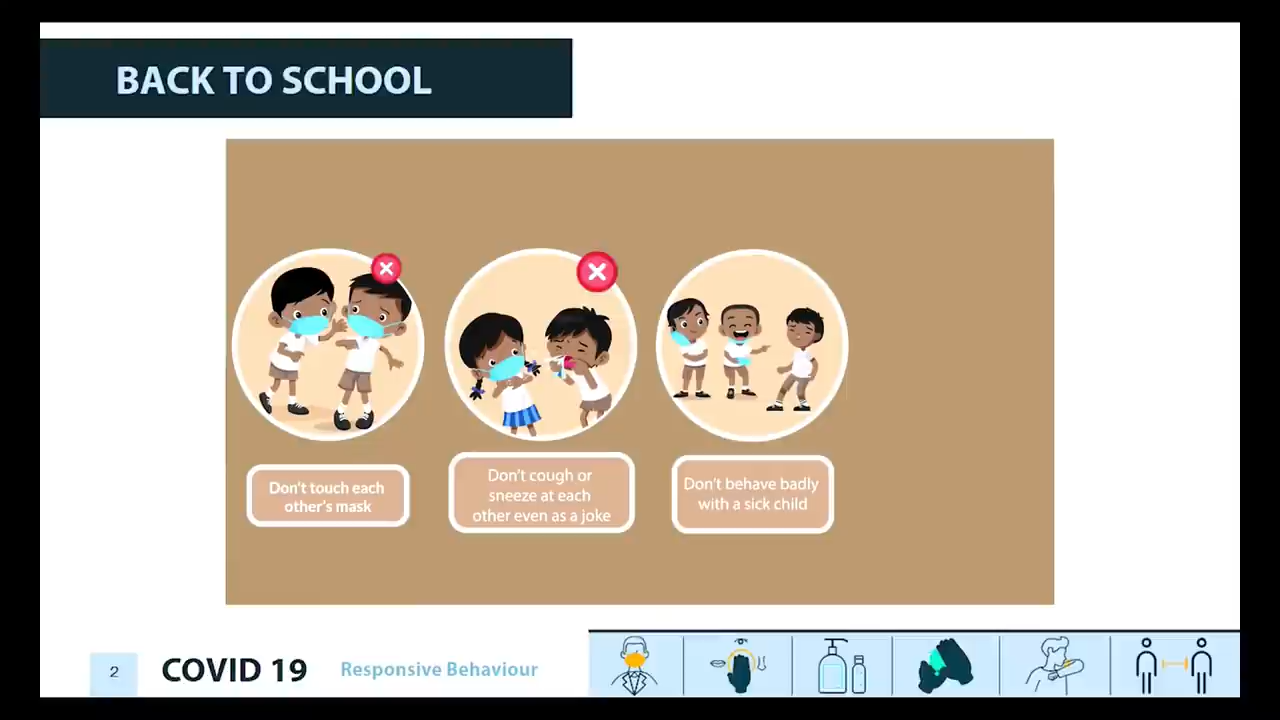 BACK TO SCHOOL
Don't touch each
other's mask
Don't cough or
sneeze at each
other even as a joke
Don't behave badly
with a sick child
2
COVID 19
Responsive Behaviour